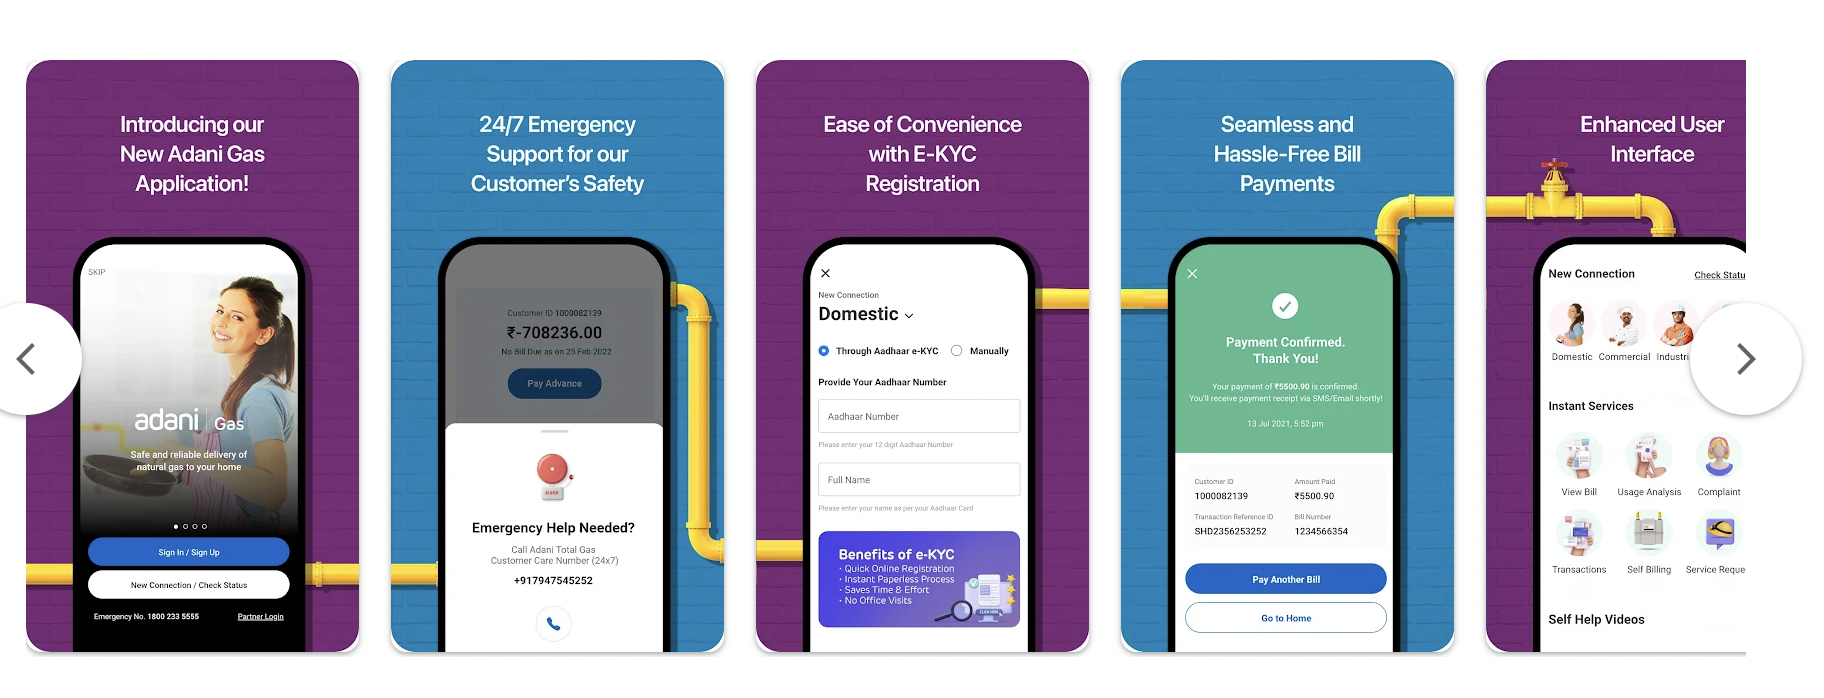 Introducing our
New Adani Gas
Application!
SKIP
adani | Gas
Safe and reliable delivery of
natural gas to your home
Sign In / Sign Up
New Connection / Check Status
Emergency No. 1800 233 5555
Partner Login
24/7 Emergency
Support for our
Customer's Safety
Customer ID 1000082139
₹-708236.00
No Bill Due as on 25 Feb 2022
Pay Advance
Emergency Help Needed?
Call Adani Total Gas
Customer Care Number (24x7)
+917947545252
Ease of Convenience
with E-KYC
Registration
New Connection
Domestic
Through Aadhaar e-KYC
Manually
Provide Your Aadhaar Number
Aadhaar Number
Please enter your 12 digit Aadhaar Number
Full Name
Please enter your name as per your Aadhaar Card
Benefits of e-KYC
· Quick Online Registration
· Instant Paperless Process
· Saves Time & Effort
· No Office Visits
CLICK HERE
Seamless and
Hassle-Free Bill
Payments
Payment Confirmed.
Thank You!
Your payment of ₹5500.90 is confirmed.
You'll receive payment receipt via SMS/Email shortly!
13 Jul 2021, 5:52 pm
Customer ID
Amount Paid
1000082139
₹5500.90
Transaction Reference ID
Bill Number
SHD2356253252
1234566354
Pay Another Bill
Go to Home
Enhanced User
Interface
New Connection
Check Statu
Domestic
Commercial
Industri
Instant Services
View Bill
Usage Analysis
Complaint
Transactions
Self Billing
Service Reque
Self Help Videos